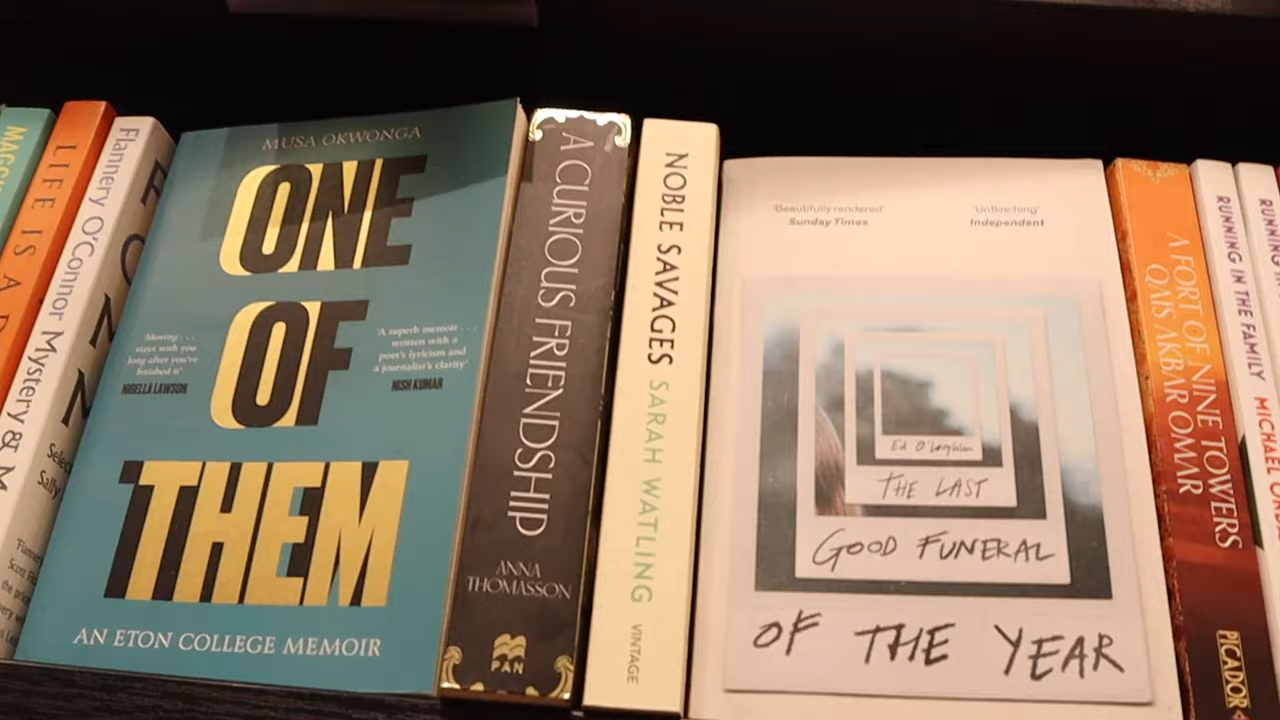 LIFE IS A
Flannery O'Connor Mystery &
MUSA OKWONGA
ONE
OF
THEM
'Moving . . .
stays with you
long after you've
finished it'
NIGELLA LAWSON
'A superb memoir . . .
written with a
poet's lyricism and
a journalist's clarity'
NISH KUMAR
AN ETON COLLEGE MEMOIR
A CURIOUS FRIENDSHIP
ANNA
THOMASSON
PAN
NOBLE SAVAGES SARAH WATLING
VINTAGE
'Beautifully rendered'
Sunday Times
'Unflinching'
Independent
Ed O'Loughlin
THE LAST
GOOD FUNERAL
OF THE YEAR
A FORT OF NINE TOWERS
QAIS AKBAR OMAR
PICADOR
RUNNING IN THE FAMILY MICHAEL
RUNNING